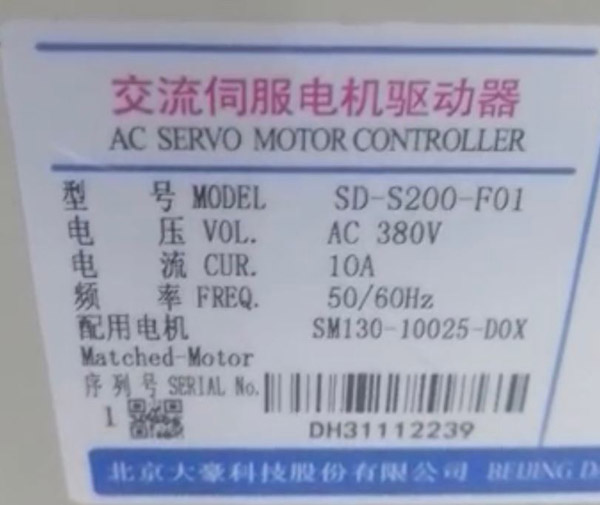 交流伺服电机驱动器
AC SERVO MOTOR CONTROLLER
型 号 MODEL SD-S200-F01
电 压 VOL. AC 380V
电 流 CUR. 10A
频 率 FREQ. 50/60Hz
配用电机 SM130-10025-D0X
Matched-Motor
序列号 SERIAL No.
1
DH31112239
北京大豪科技股份有限公司 BEIJING